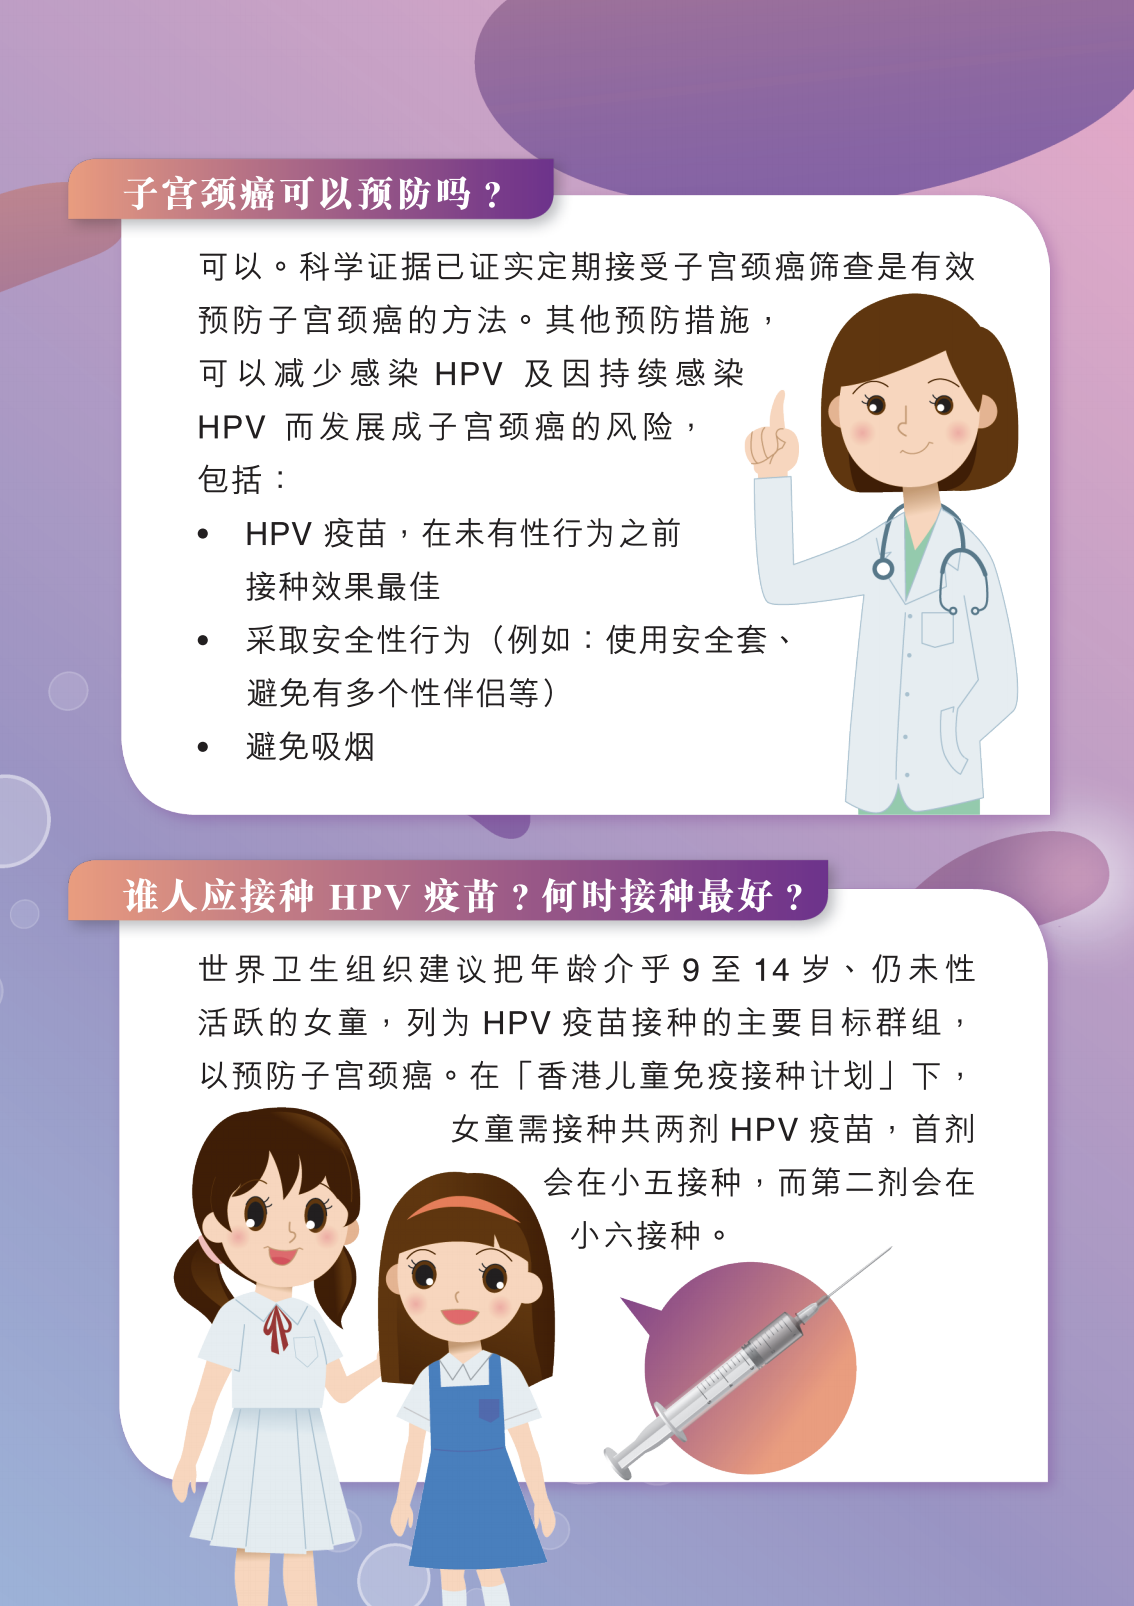 子宫颈癌可以预防吗？
可以。科学证据已证实定期接受子宫颈癌筛查是有效
预防子宫颈癌的方法。其他预防措施，
可以减少感染 HPV 及因持续感染
HPV 而发展成子宫颈癌的风险，
包括：
• HPV 疫苗，在未有性行为之前
接种效果最佳
• 采取安全性行为（例如：使用安全套、
避免有多个性伴侣等）
• 避免吸烟
谁人应接种 HPV 疫苗？何时接种最好？
世界卫生组织建议把年龄介乎 9 至 14 岁、仍未性
活跃的女童，列为 HPV 疫苗接种的主要目标群组，
以预防子宫颈癌。在「香港儿童免疫接种计划」下，
女童需接种共两剂 HPV 疫苗，首剂
会在小五接种，而第二剂会在
小六接种。